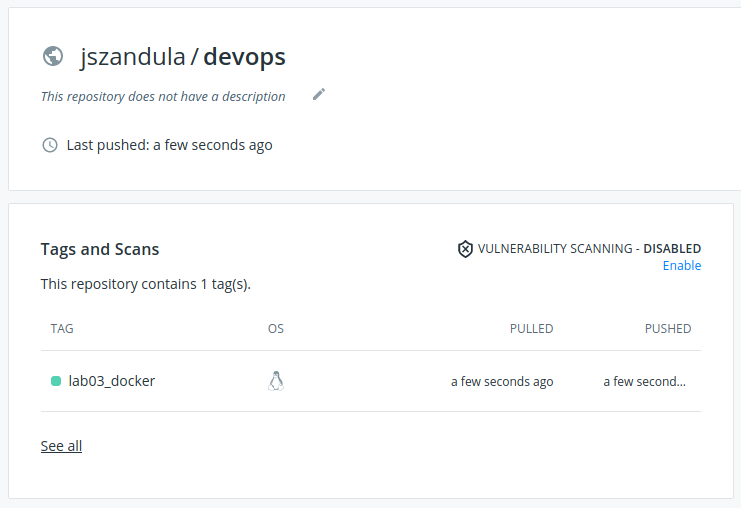 jszandula / devops
This repository does not have a description
Last pushed: a few seconds ago
Tags and Scans
VULNERABILITY SCANNING - DISABLED
Enable
This repository contains 1 tag(s).
TAG OS PULLED PUSHED
lab03_docker a few seconds ago a few second...
See all